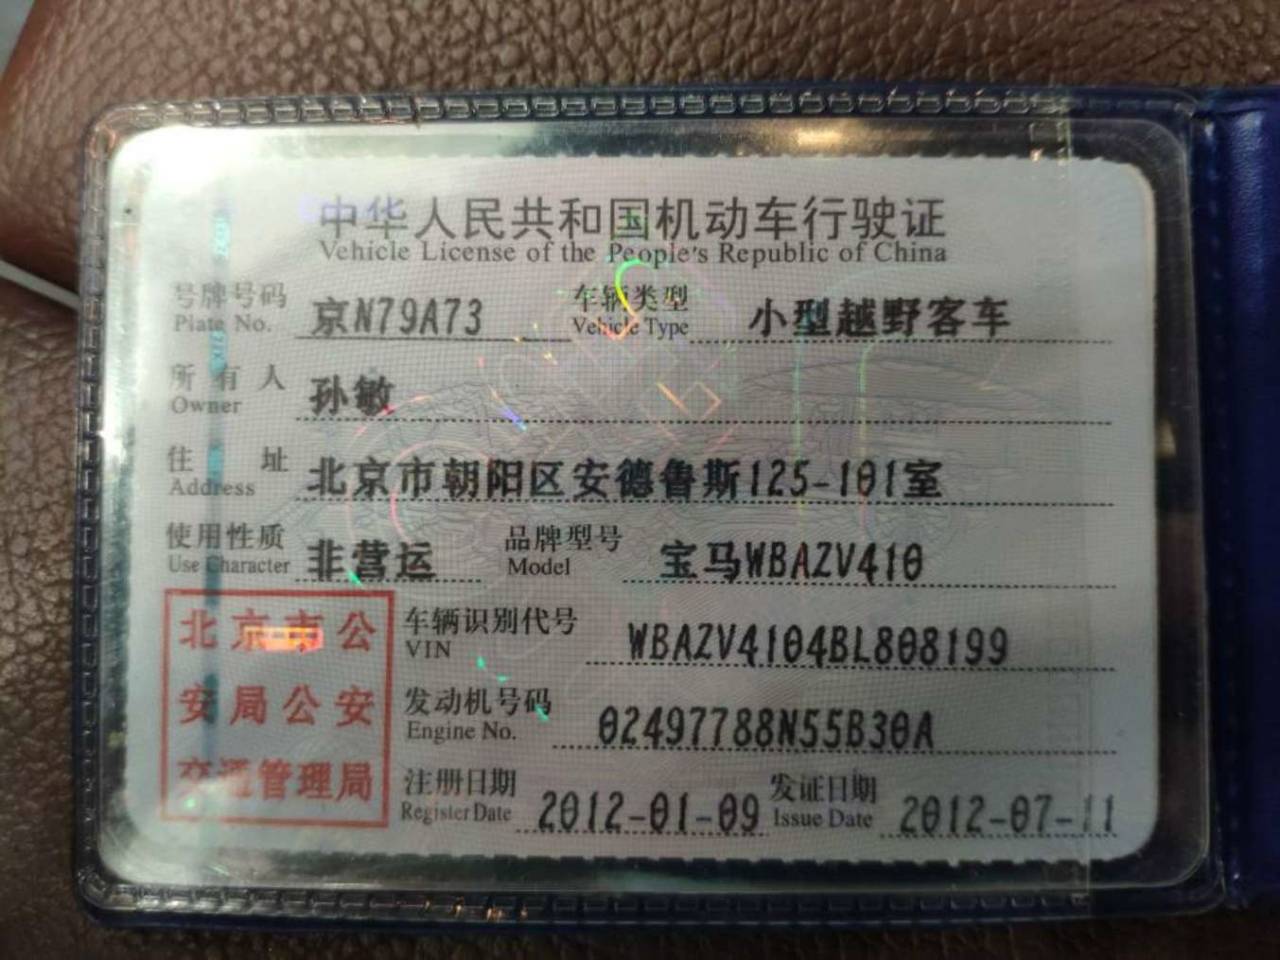 中华人民共和国机动车行驶证
Vehicle License of the People's Republic of China
号牌号码 京N79A73 车辆类型 小型越野客车
Plate No. Vehicle Type
所有人 孙敏
Owner
住址 北京市朝阳区安德鲁斯125-101室
Address
使用性质 非营运 品牌型号 宝马WBAZV410
Use Character Model
北京市公
安局公安
交通管理局
车辆识别代号 WBAZV4104BL808199
VIN
发动机号码 02497788N55B30A
Engine No.
注册日期 2012-01-09 发证日期 2012-07-11
Register Date Issue Date